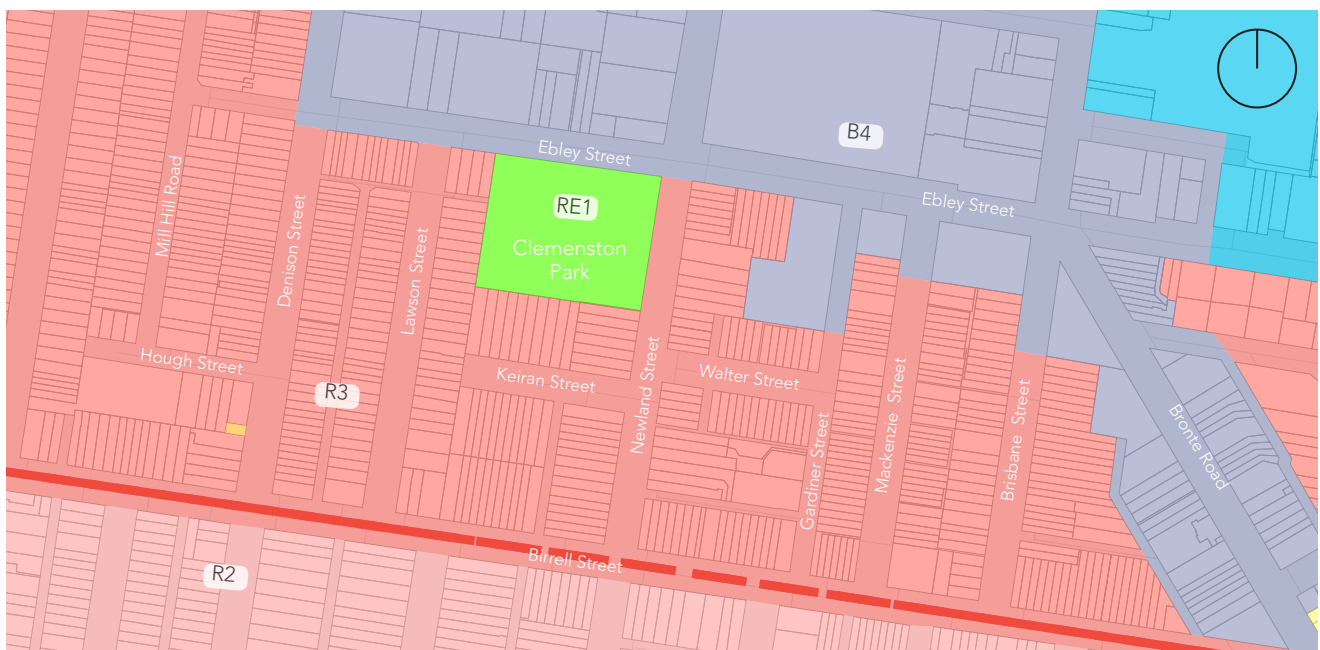 B4
Ebley Street
RE1
Ebley Street
Mill Hill Road
Denison Street
Lawson Street
Clemenston
Park
Hough Street
R3
Keiran Street
Newland Street
Walter Street
Gardiner Street
Mackenzie Street
Brisbane Street
Bronte Road
Birrell Street
R2